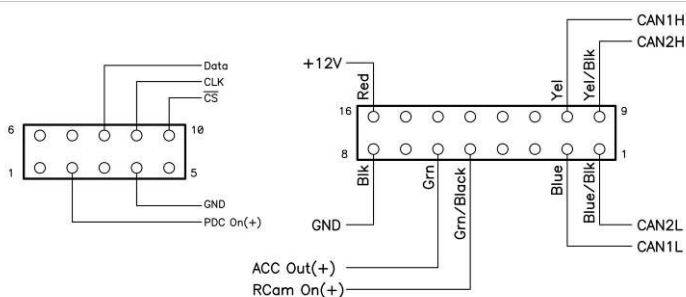 Data
CLK
CS
6
10
1
5
GND
PDC On(+)
CAN1H
CAN2H
+12V
Red
Yel
Yel/Blk
16
9
8
1
Blk
Grn
Grn/Black
Blue
Blue/Blk
GND
CAN2L
CAN1L
ACC Out(+)
RCam On(+)